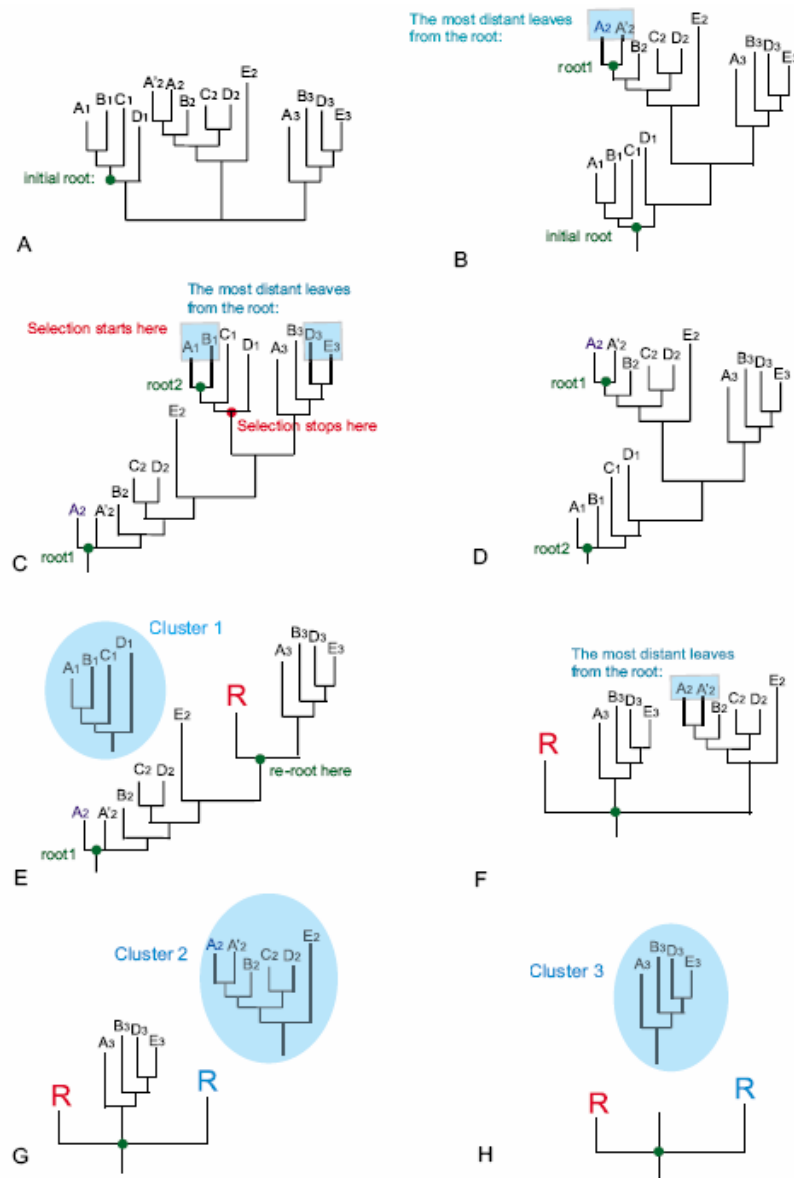 A1 B1 C1 D1 A'2 A2 B2 C2 D2 E2 A3 B3 D3 E3
initial root:
A
The most distant leaves
from the root:
A2 A'2 B2 C2 D2 E2 A3 B3 D3 E3
root1
A1 B1 C1 D1
initial root
B
The most distant leaves
from the root:
Selection starts here
A1 B1 C1 D1 A3 B3 D3 E3
root2
Selection stops here
E2
C2 D2
A2 A'2 B2
root1
C
A2 A'2 B2 C2 D2 E2 A3 B3 D3 E3
root1
A1 B1 C1 D1
root2
D
Cluster 1
A1 B1 C1 D1
R
A3 B3 D3 E3
re-root here
E2
C2 D2
A2 A'2 B2
root1
E
The most distant leaves
from the root:
R
A3 B3 D3 E3 A2 A'2 B2 C2 D2 E2
F
Cluster 2
A2 A'2 B2 C2 D2 E2
A3 B3 D3 E3
R
R
G
Cluster 3
A3 B3 D3 E3
R
R
H